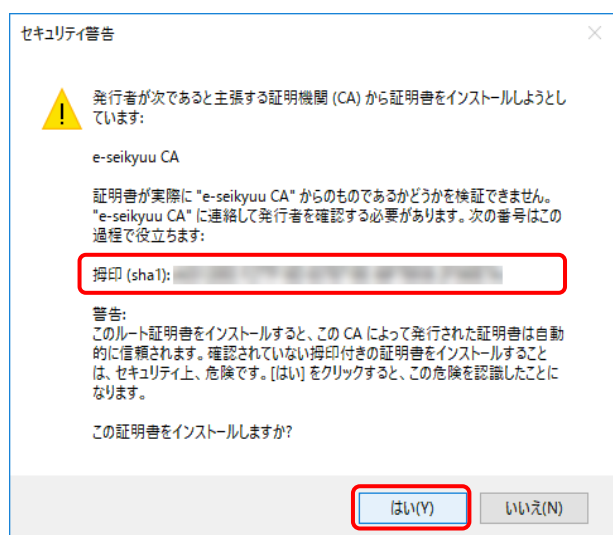 セキュリティ警告
発行者が次であると主張する証明機関 (CA) から証明書をインストールしようとし
ています:
e-seikyuu CA
証明書が実際に "e-seikyuu CA" からのものであるかどうかを検証できません。
"e-seikyuu CA" に連絡して発行者を確認する必要があります。次の番号はこの
過程で役立ちます:
拇印 (sha1):
警告:
このルート証明書をインストールすると、この CA によって発行された証明書は自動
的に信頼されます。確認されていない拇印付きの証明書をインストールすること
は、セキュリティ上、危険です。[はい] をクリックすると、この危険を認識したことに
なります。
この証明書をインストールしますか?
はい(Y)
いいえ(N)